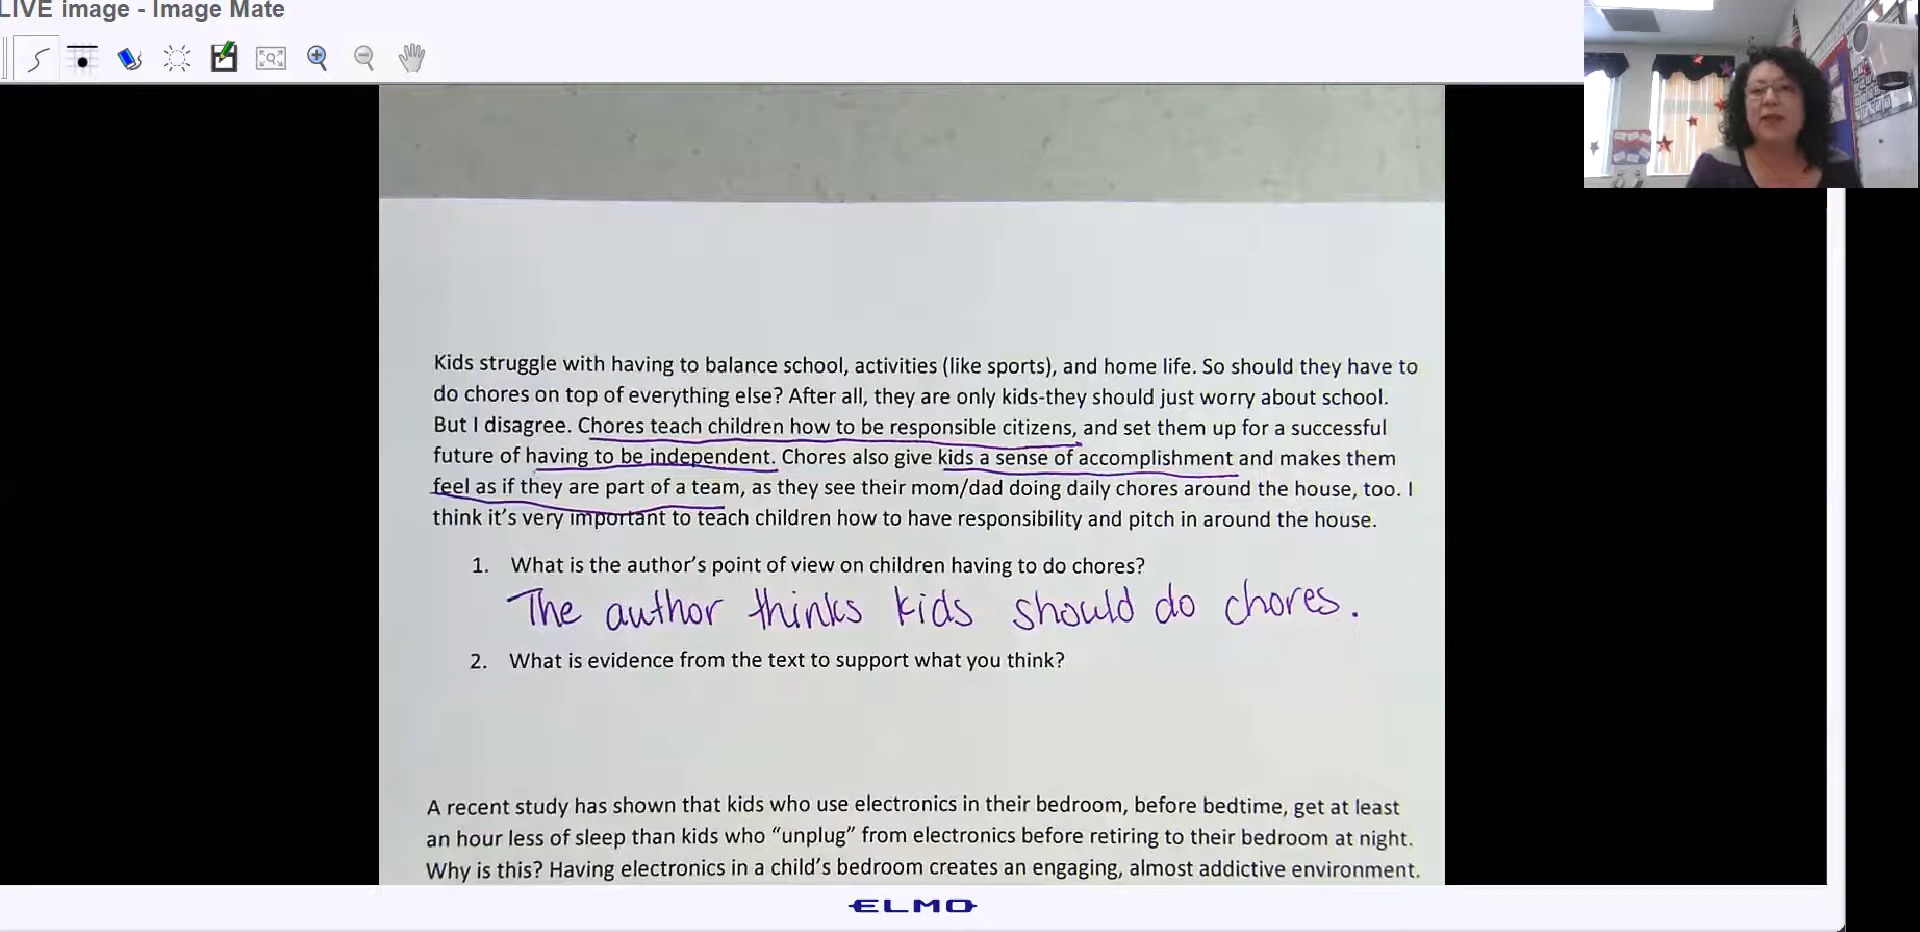 LIVE image - Image Mate
Kids struggle with having to balance school, activities (like sports), and home life. So should they have to
do chores on top of everything else? After all, they are only kids-they should just worry about school.
But I disagree. Chores teach children how to be responsible citizens, and set them up for a successful
future of having to be independent. Chores also give kids a sense of accomplishment and makes them
feel as if they are part of a team, as they see their mom/dad doing daily chores around the house, too. I
think it's very important to teach children how to have responsibility and pitch in around the house.
1. What is the author's point of view on children having to do chores?
The author thinks kids should do chores.
2. What is evidence from the text to support what you think?
A recent study has shown that kids who use electronics in their bedroom, before bedtime, get at least
an hour less of sleep than kids who “unplug” from electronics before retiring to their bedroom at night.
Why is this? Having electronics in a child's bedroom creates an engaging, almost addictive environment.
ELMO